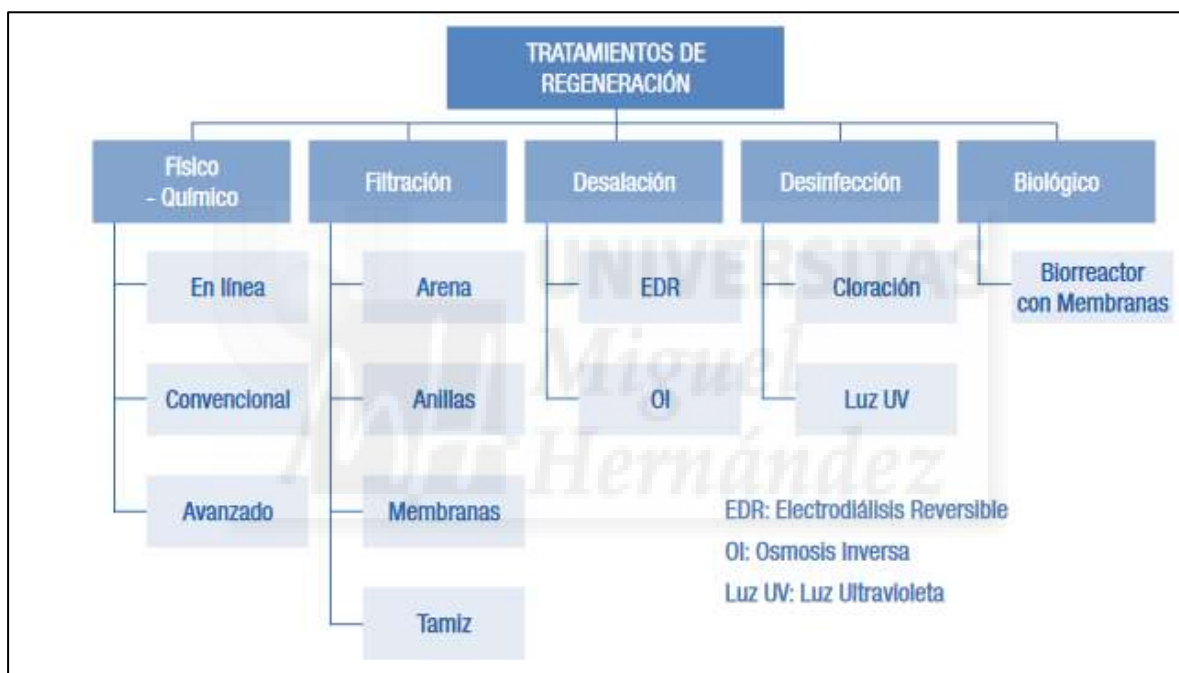 TRATAMIENTOS DE
REGENERACIÓN
Físico
- Químico
Filtración
Desalación
Desinfección
Biológico
En línea
Arena
EDR
Cloración
Biorreactor
con Membranas
Convencional
Anillas
OI
Luz UV
Avanzado
Membranas
Tamiz
EDR: Electrodiálisis Reversible
OI: Osmosis Inversa
Luz UV: Luz Ultravioleta
UNIVERSITAS
Miguel
Hernández